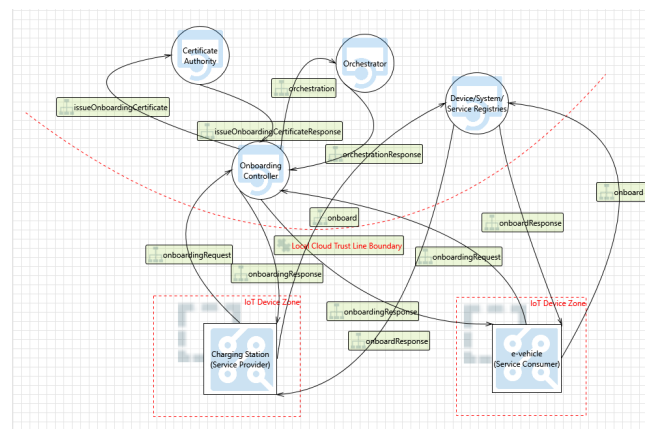 Certificate
Authority
Orchestrator
orchestration
issueOnboardingCertificate
Device/System/
Service Registries
issueOnboardingCertificateResponse
orchestrationResponse
Onboarding
Controller
onboard
onboard
onboardResponse
Local Cloud Trust Line Boundary
onboardingRequest
onboardingRequest
onboardingResponse
IoT Device Zone
IoT Device Zone
onboardingResponse
onboardResponse
Charging Station
(Service Provider)
e-vehicle
(Service Consumer)